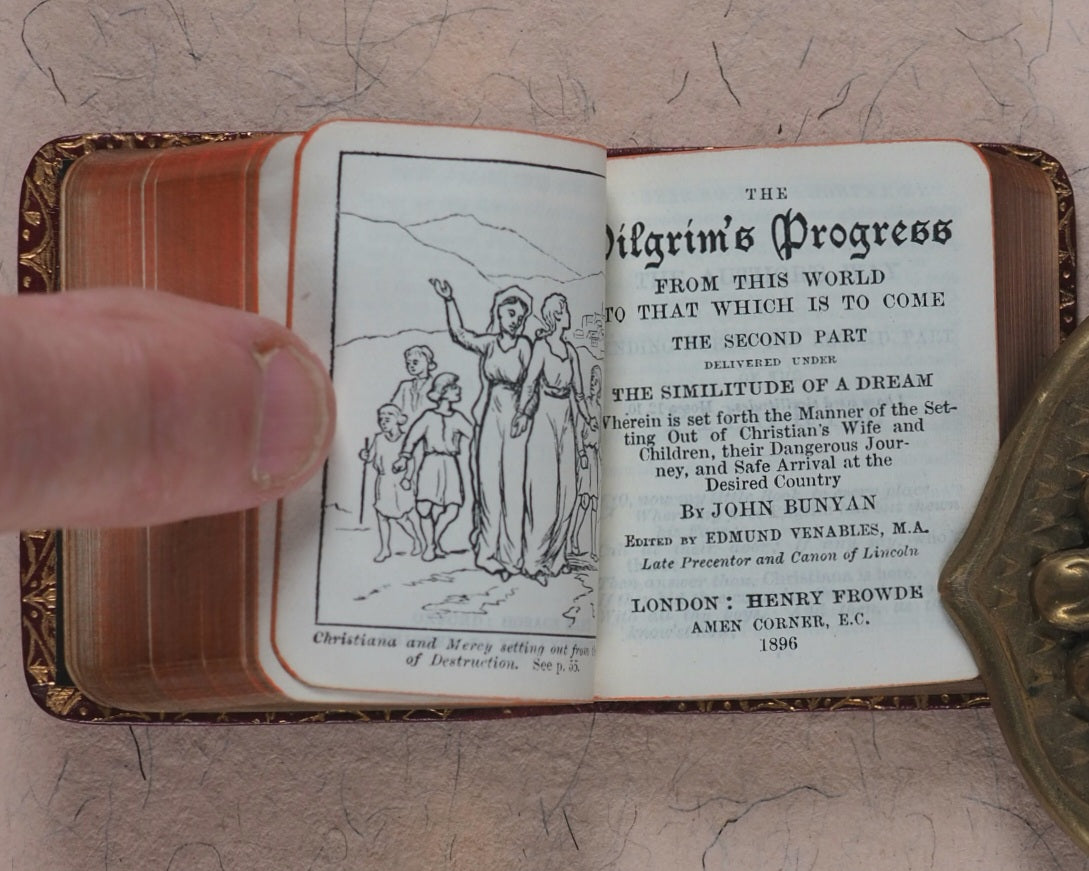 Christiana and Mercy setting out from
of Destruction. See p. 55.
THE
Pilgrim's Progress
FROM THIS WORLD
TO THAT WHICH IS TO COME
THE SECOND PART
DELIVERED UNDER
THE SIMILITUDE OF A DREAM
Wherein is set forth the Manner of the Set-
ting Out of Christian's Wife and
Children, their Dangerous Jour-
ney, and Safe Arrival at the
Desired Country
BY JOHN BUNYAN
EDITED BY EDMUND VENABLES, M.A.
Late Precentor and Canon of Lincoln
LONDON: HENRY FROWDE
AMEN CORNER, E.C.
1896